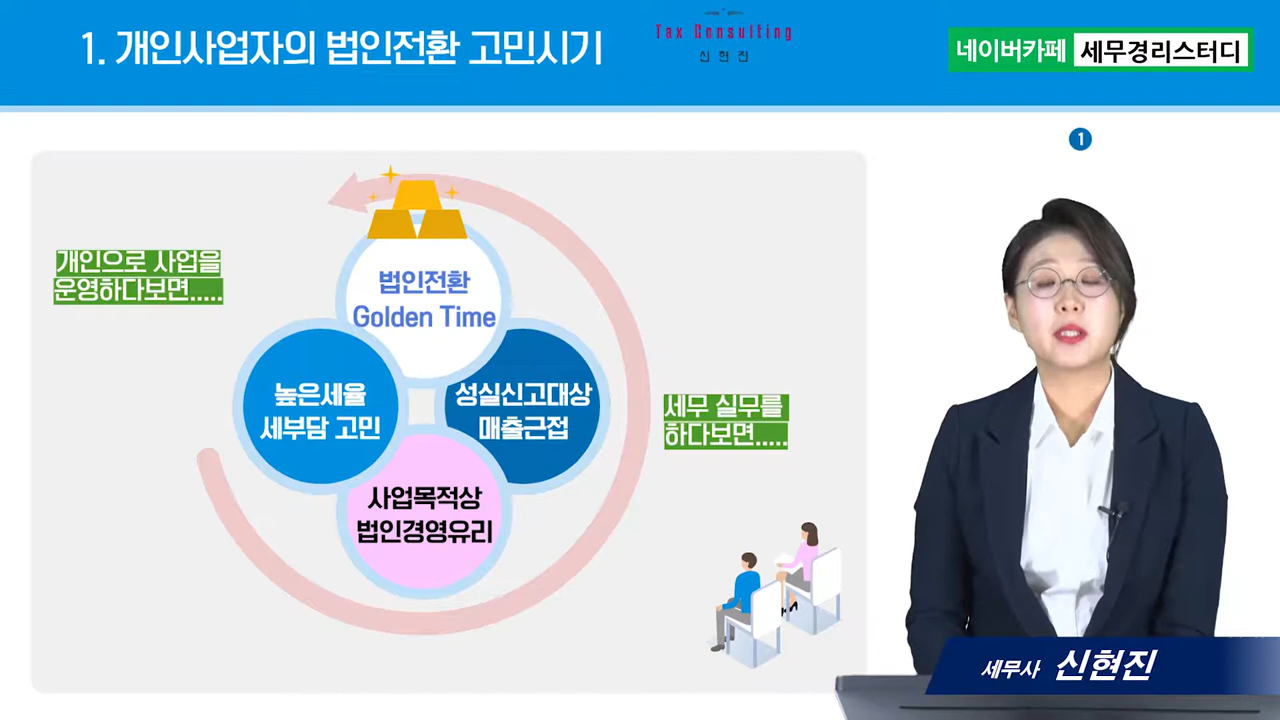 1. 개인사업자의 법인전환 고민시기
Tax Consulting
신 현 진
네이버카페 세무경리스터디
1
개인으로 사업을
운영하다보면.....
법인전환
Golden Time
높은세율
세부담 고민
성실신고대상
매출근접
사업목적상
법인경영유리
세무 실무를
하다보면.....
세무사 신현진